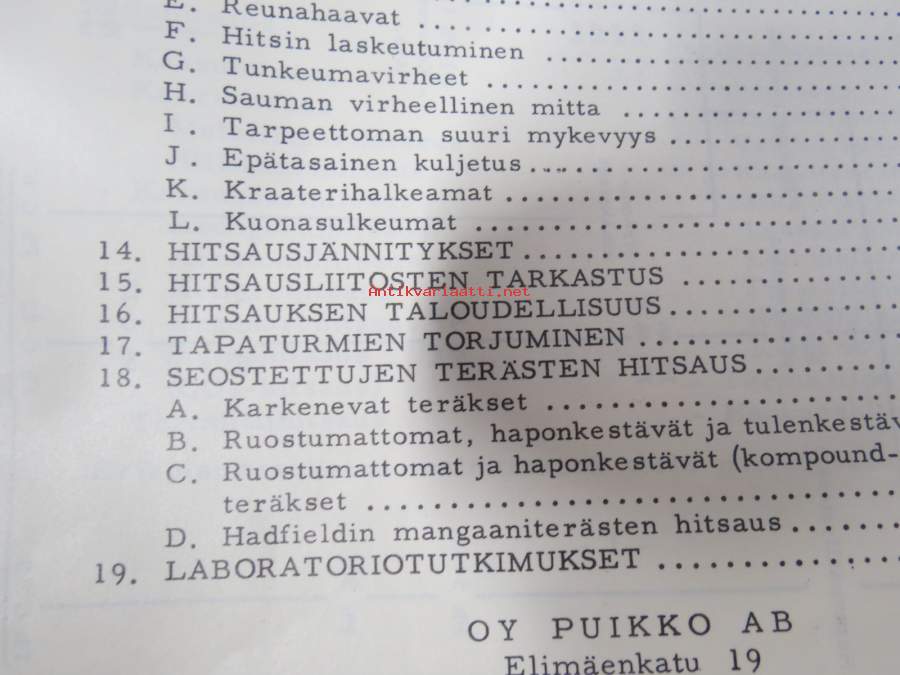 E. Reunahaavat ..........
F. Hitsin laskeutuminen ..........
G. Tunkeumavirheet ..........
H. Sauman virheellinen mitta ..........
I. Tarpeettoman suuri mykevyys ..........
J. Epätasainen kuljetus ..........
K. Kraaterihalkeamat ..........
L. Kuonasulkeumat ..........
14. HITSAUSJÄNNITYKSET ..........
15. HITSAUSLIITOSTEN TARKASTUS ..........
Antikvariaatti.net
16. HITSAUKSEN TALOUDELLISUUS ..........
17. TAPATURMIEN TORJUMINEN ..........
18. SEOSTETTUJEN TERÄSTEN HITSAUS ..........
A. Karkenevat teräkset ..........
B. Ruostumattomat, haponkestävät ja tulenkestäv
C. Ruostumattomat ja haponkestävät (kompound-
teräkset ..........
D. Hadfieldin mangaaniterästen hitsaus ..........
19. LABORATORIOTUTKIMUKSET ..........
OY PUIKKO AB
Elimäenkatu 19